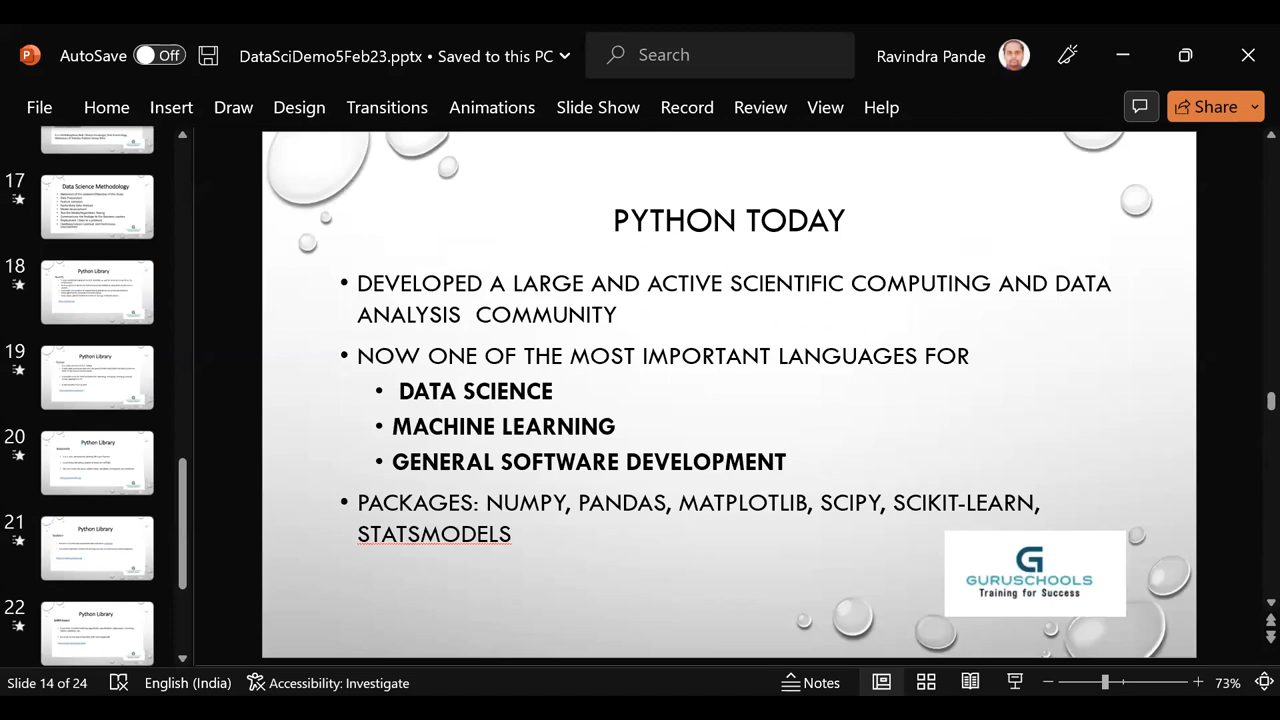 AutoSave Off DataSciDemo5Feb23.pptx • Saved to this PC Search Ravindra Pande
File Home Insert Draw Design Transitions Animations Slide Show Record Review View Help Share
17
Data Science Methodology
18
Python Library
19
Python Library
20
Python Library
21
Python Library
22
Python Library
PYTHON TODAY
• DEVELOPED A LARGE AND ACTIVE SCIENTIFIC COMPUTING AND DATA
ANALYSIS COMMUNITY
• NOW ONE OF THE MOST IMPORTANT LANGUAGES FOR
• DATA SCIENCE
• MACHINE LEARNING
• GENERAL SOFTWARE DEVELOPMENT
• PACKAGES: NUMPY, PANDAS, MATPLOTLIB, SCIPY, SCIKIT-LEARN,
STATSMODELS
G
GURUSCHOOLS
Training for Success
Slide 14 of 24 English (India) Accessibility: Investigate Notes 73%